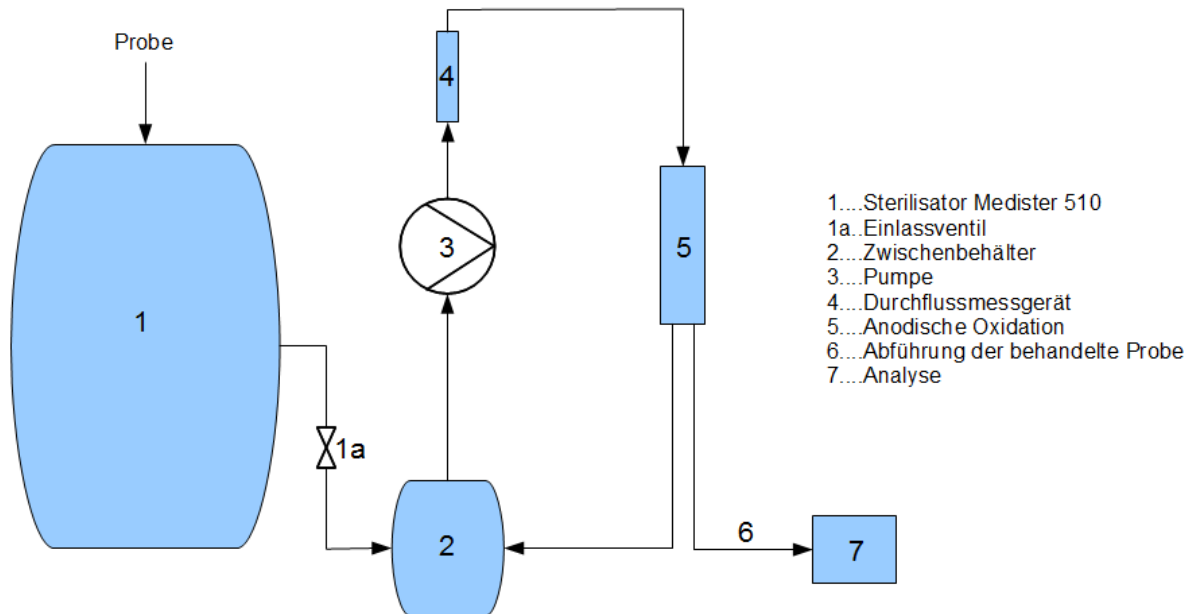 Probe
4
3
5
1
1a
2
6
7
1....Sterilisator Medister 510
1a..Einlassventil
2....Zwischenbehälter
3....Pumpe
4....Durchflussmessgerät
5....Anodische Oxidation
6....Abführung der behandelte Probe
7....Analyse